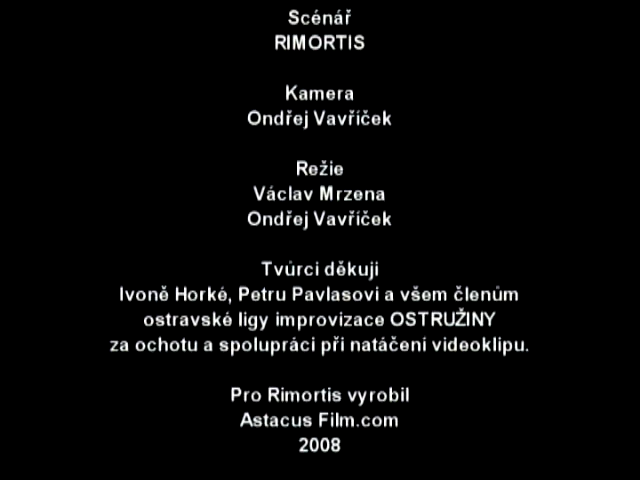 Scénář
RIMORTIS
Kamera
Ondřej Vavříček
Režie
Václav Mrzena
Ondřej Vavříček
Tvůrci děkuji
Ivoně Horké, Petru Pavlasovi a všem členům
ostravské ligy improvizace OSTRUŽINY
za ochotu a spolupráci při natáčení videoklipu.
Pro Rimortis vyrobil
Astacus Film.com
2008